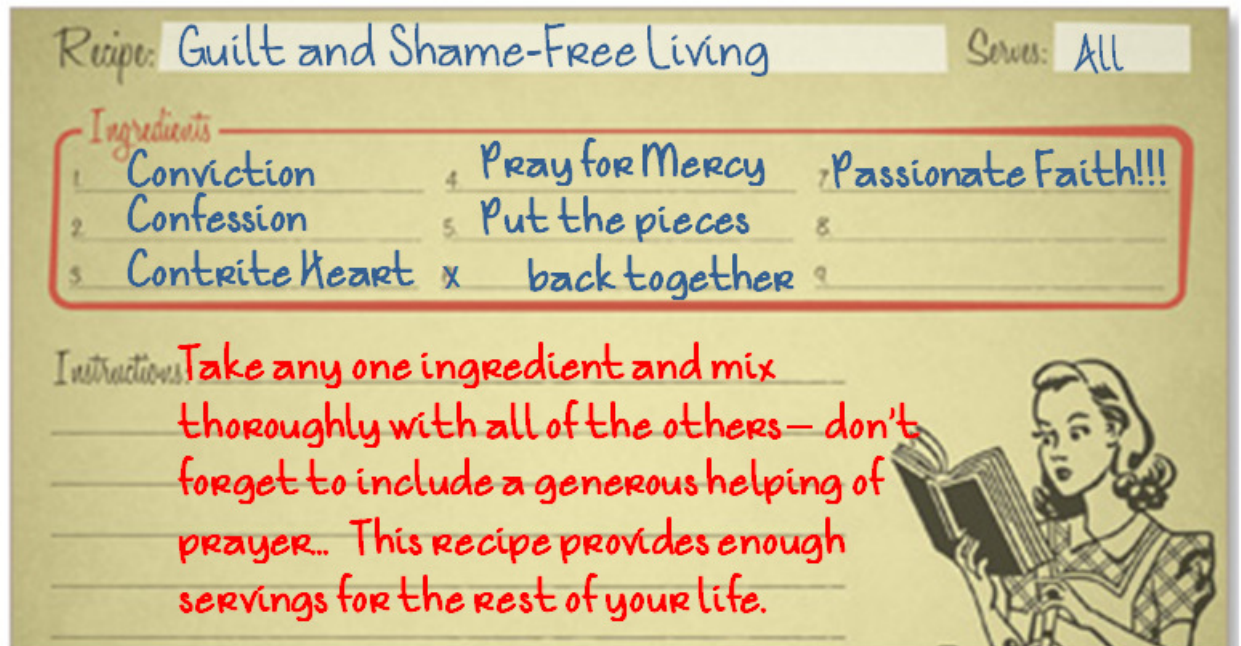 Recipe: Guilt and Shame-Free Living Serves: All
Ingredients
1. Conviction
2. Confession
3. Contrite Heart
4. Pray for Mercy
5. Put the pieces
x back together
7. Passionate Faith!!!
8.
9.
Instructions: Take any one ingredient and mix
thoroughly with all of the others– don't
forget to include a generous helping of
prayer... This recipe provides enough
servings for the rest of your life.